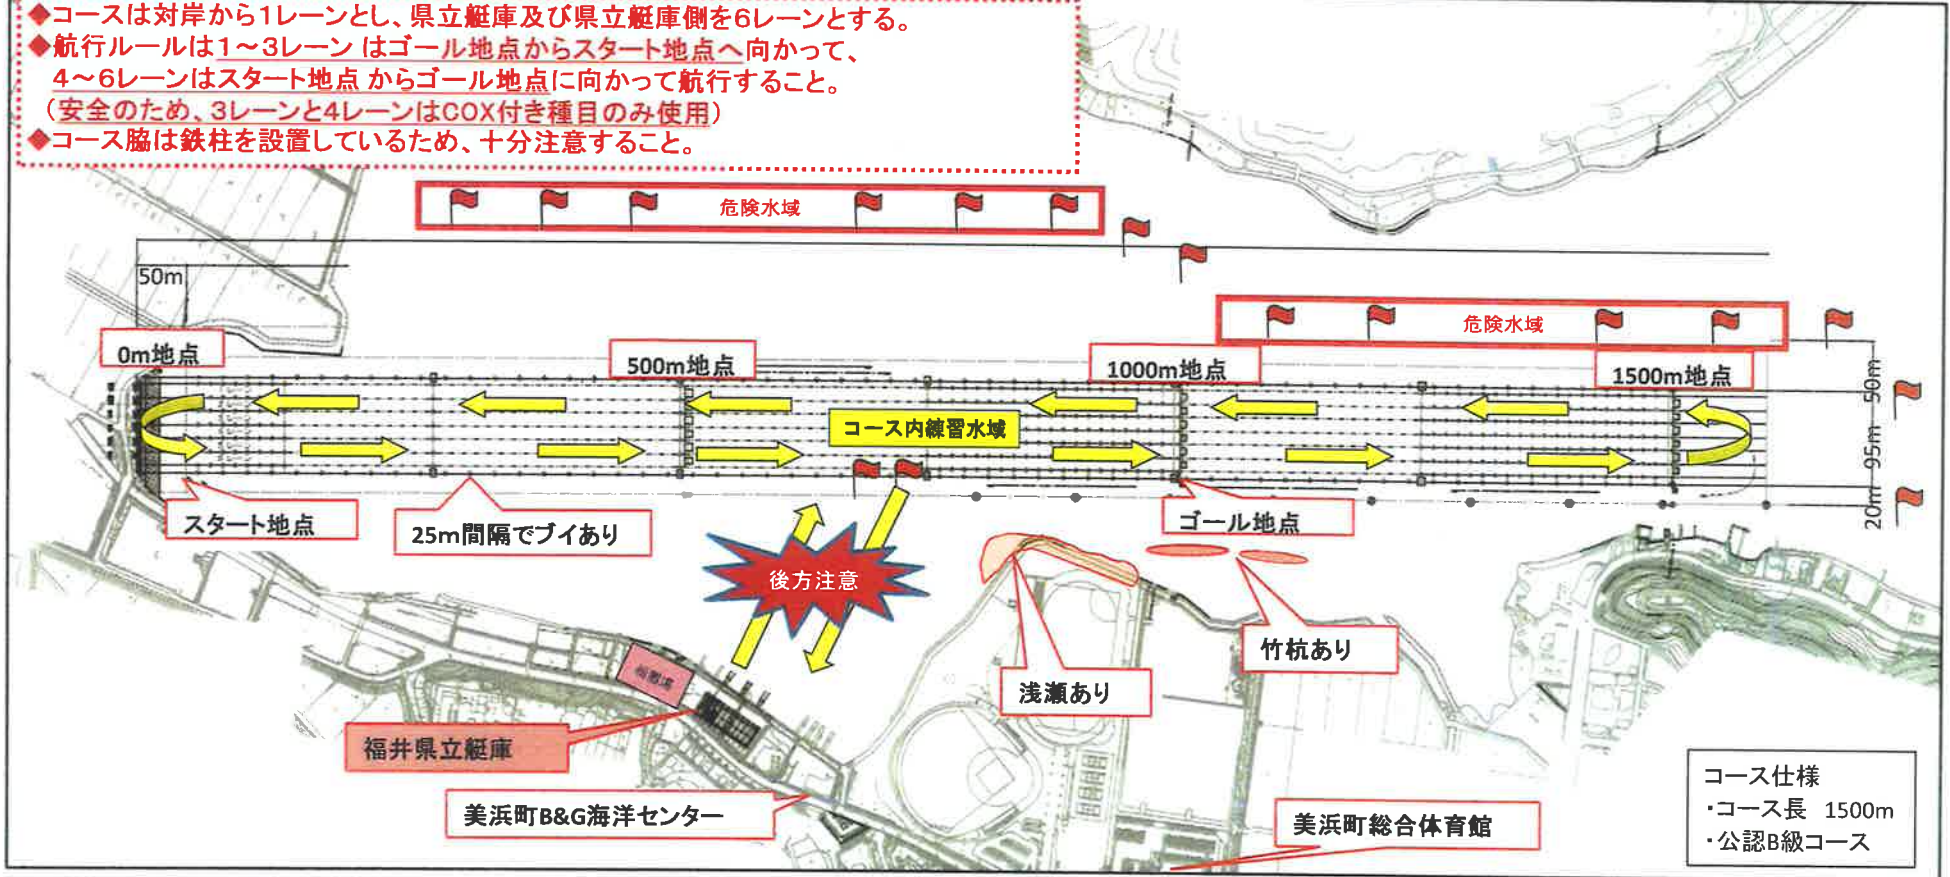 ◆コースは対岸から1レーンとし、県立艇庫及び県立艇庫側を6レーンとする。
◆航行ルールは1～3レーン はゴール地点からスタート地点へ向かって、
4～6レーンはスタート地点 からゴール地点に向かって航行すること。
（安全のため、3レーンと4レーンはCOX付き種目のみ使用）
◆コース脇は鉄柱を設置しているため、十分注意すること。
危険水域
50m
危険水域
0m地点
500m地点
1000m地点
1500m地点
50m
コース内練習水域
95m
スタート地点
25m間隔でブイあり
ゴール地点
20m
後方注意
竹杭あり
浅瀬あり
福井県立艇庫
美浜町B&G海洋センター
美浜町総合体育館
コース仕様
・コース長 1500m
・公認B級コース